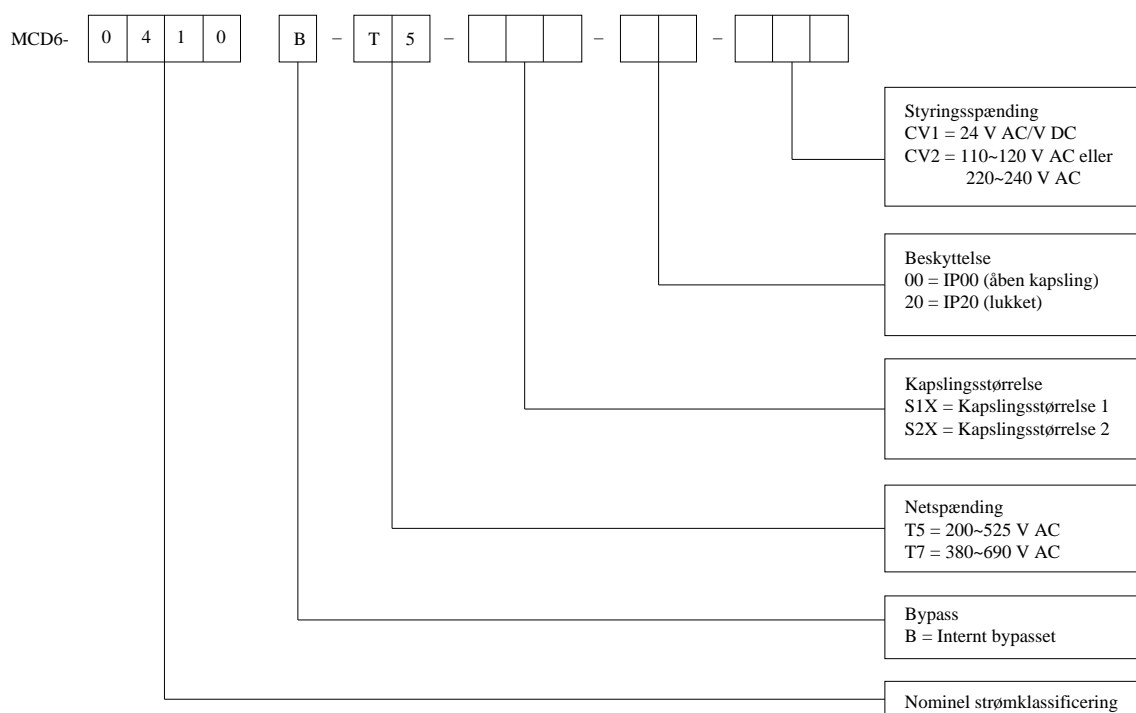 MCD6- 0 4 1 0 B – T 5 – – –
Styringsspænding
CV1 = 24 V AC/V DC
CV2 = 110~120 V AC eller
220~240 V AC
Beskyttelse
00 = IP00 (åben kapsling)
20 = IP20 (lukket)
Kapslingsstørrelse
S1X = Kapslingsstørrelse 1
S2X = Kapslingsstørrelse 2
Netspænding
T5 = 200~525 V AC
T7 = 380~690 V AC
Bypass
B = Internt bypasset
Nominel strømklassificering